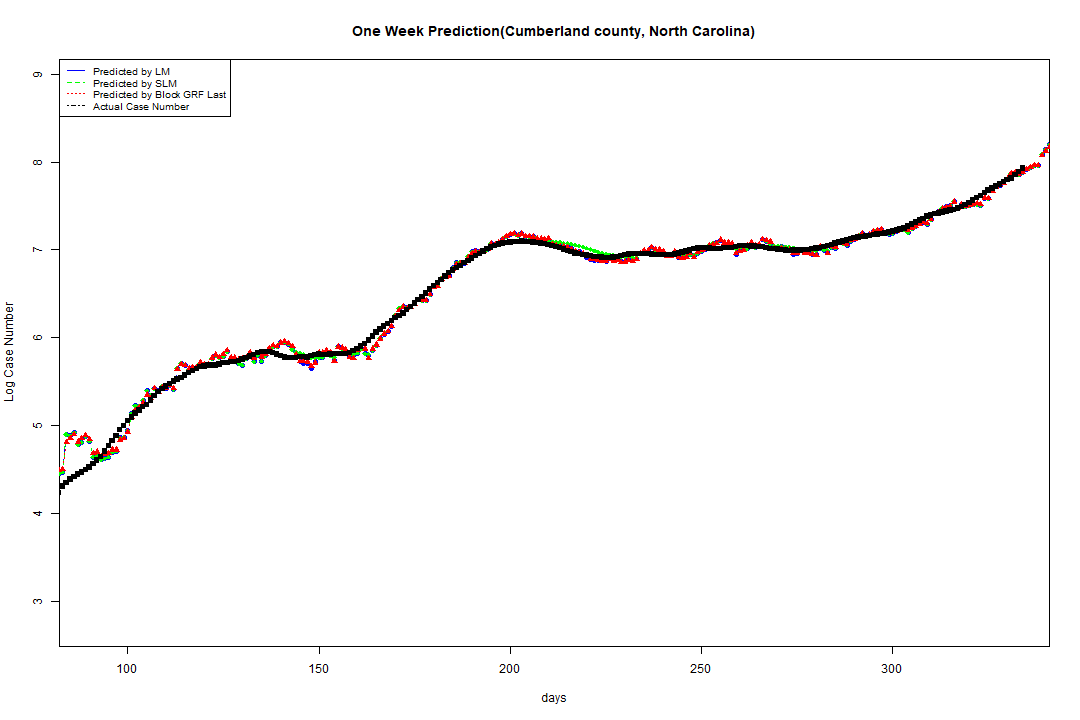 One Week Prediction(Cumberland county, North Carolina)
Predicted by LM
Predicted by SLM
Predicted by Block GRF Last
Actual Case Number
9
8
7
6
5
4
3
Log Case Number
100 150 200 250 300
days